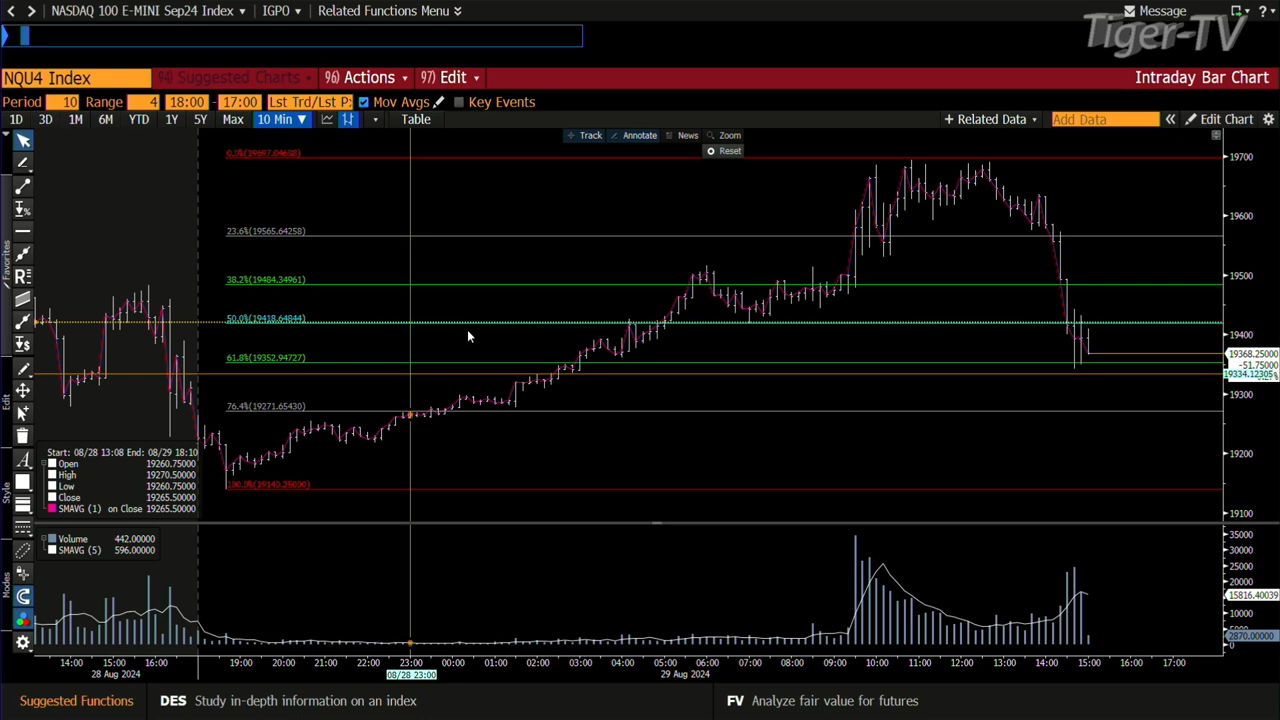 NASDAQ 100 E-MINI Sep24 Index IGPO Related Functions Menu Message
Tiger-TV
NQU4 Index 94) Suggested Charts 96) Actions 97) Edit Intraday Bar Chart
Period 10 Range 4 18:00 - 17:00 Lst Trd/Lst P: Mov Avgs Key Events
1D 3D 1M 6M YTD 1Y 5Y Max 10 Min Table + Related Data Add Data Edit Chart
Track Annotate News Zoom
Reset
19700
19600
23.6%(19565.64258)
19500
38.2%(19484.34961)
50.0%(19418.64844)
19400
61.8%(19352.94727)
19368.25000
-51.75000
19334.12305
19300
76.4%(19271.65430)
19200
19100
Favorites
Edit
Style
Modes
Start: 08/28 13:08 End: 08/29 18:10
Open 19260.75000
High 19270.50000
Low 19260.75000
Close 19265.50000
SMAVG (1) on Close 19265.50000
Volume 442.00000
SMAVG (5) 596.00000
35000
30000
25000
20000
15816.40039
10000
2870.00000
0
14:00 15:00 16:00 19:00 20:00 21:00 22:00 23:00 00:00 01:00 02:00 03:00 04:00 05:00 06:00 07:00 08:00 09:00 10:00 11:00 12:00 13:00 14:00 15:00 16:00 17:00
28 Aug 2024 08/28 23:00 29 Aug 2024
Suggested Functions DES Study in-depth information on an index FV Analyze fair value for futures